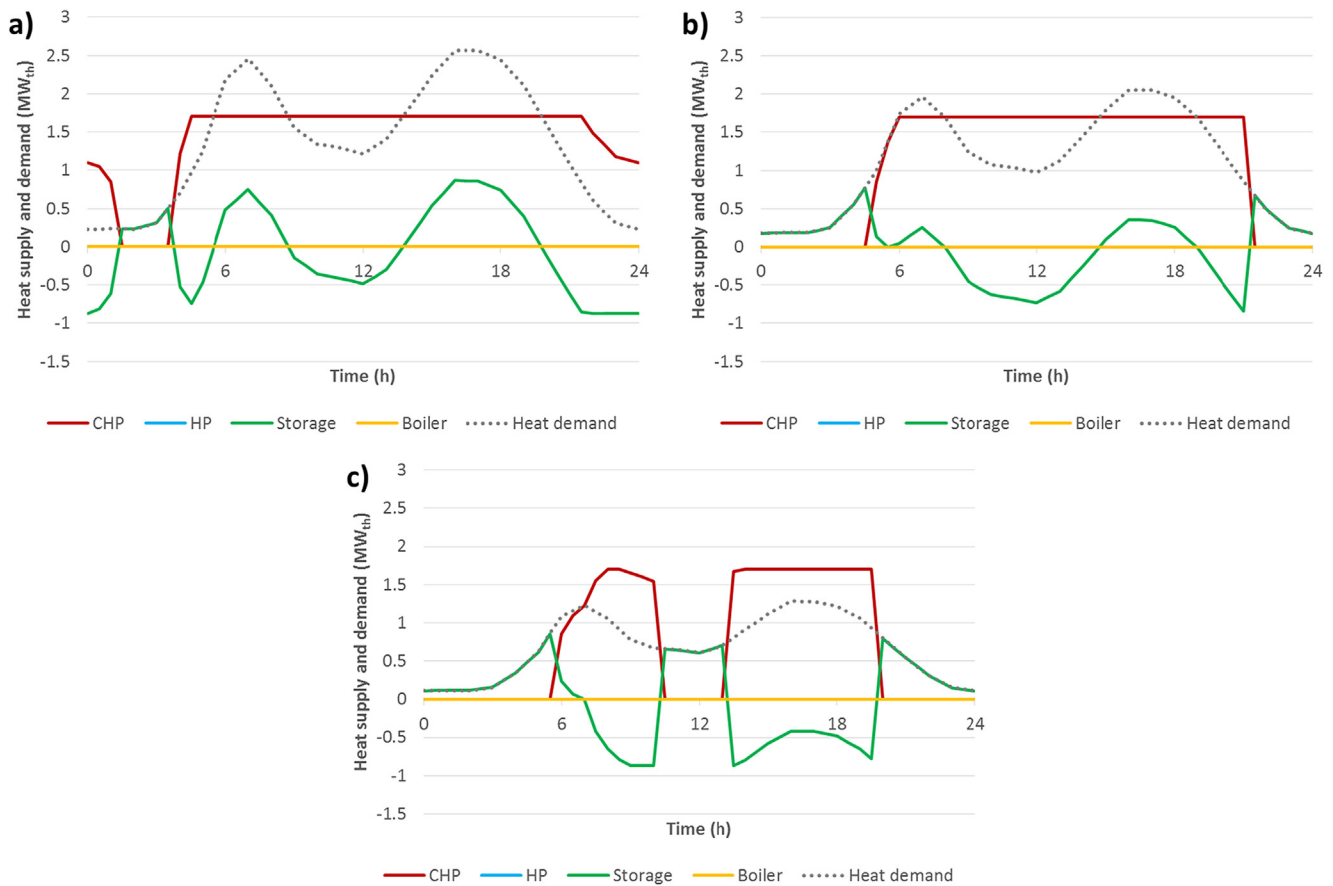 a)
Heat supply and demand (MWth)
3
2.5
2
1.5
1
0.5
0
-0.5
-1
-1.5
0 6 12 18 24
Time (h)
CHP HP Storage Boiler Heat demand
b)
Heat supply and demand (MWth)
3
2.5
2
1.5
1
0.5
0
-0.5
-1
-1.5
0 6 12 18 24
Time (h)
CHP HP Storage Boiler Heat demand
c)
Heat supply and demand (MWth)
3
2.5
2
1.5
1
0.5
0
-0.5
-1
-1.5
0 6 12 18 24
Time (h)
CHP HP Storage Boiler Heat demand